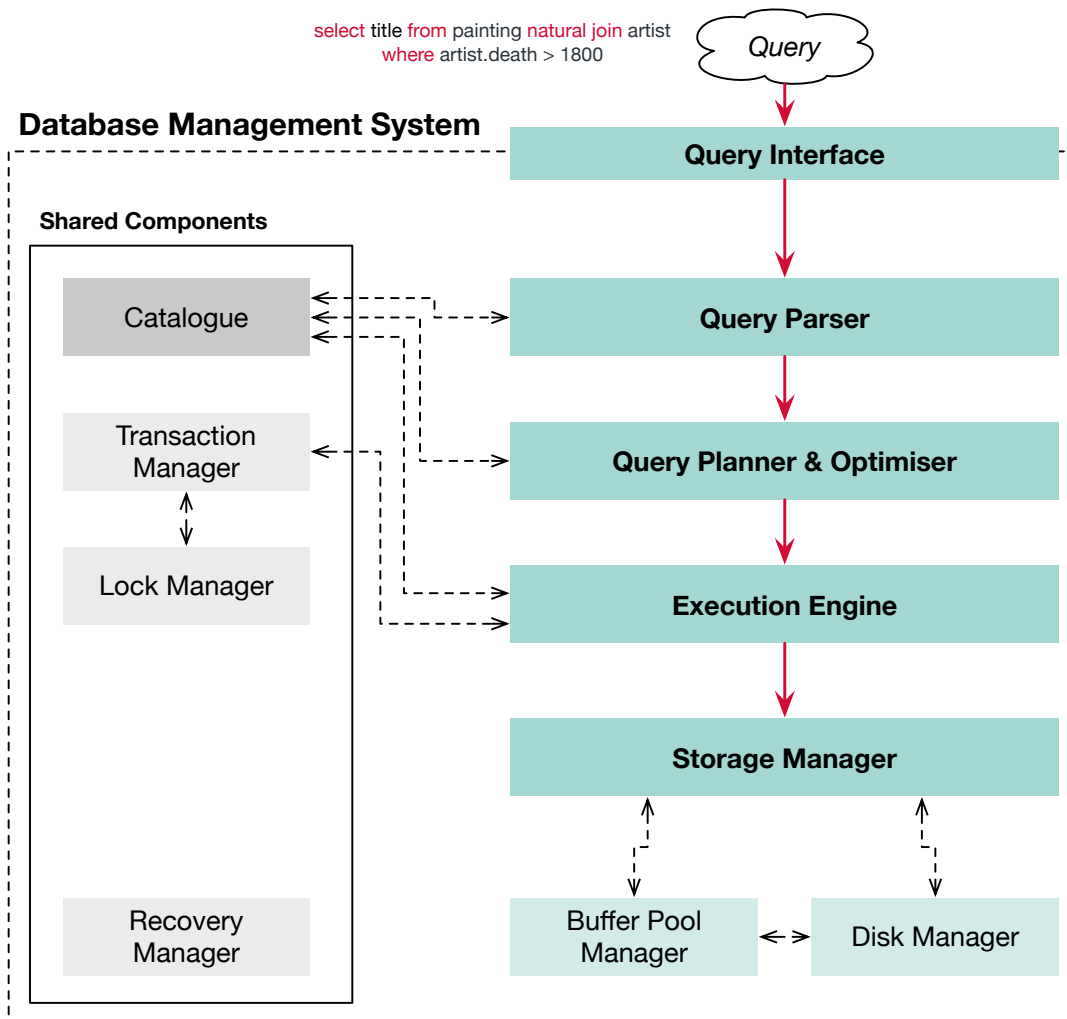 select title from painting natural join artist
where artist.death > 1800
Query
Database Management System
Query Interface
Shared Components
Catalogue
Query Parser
Transaction
Manager
Query Planner & Optimiser
Lock Manager
Execution Engine
Storage Manager
Recovery
Manager
Buffer Pool
Manager
Disk Manager